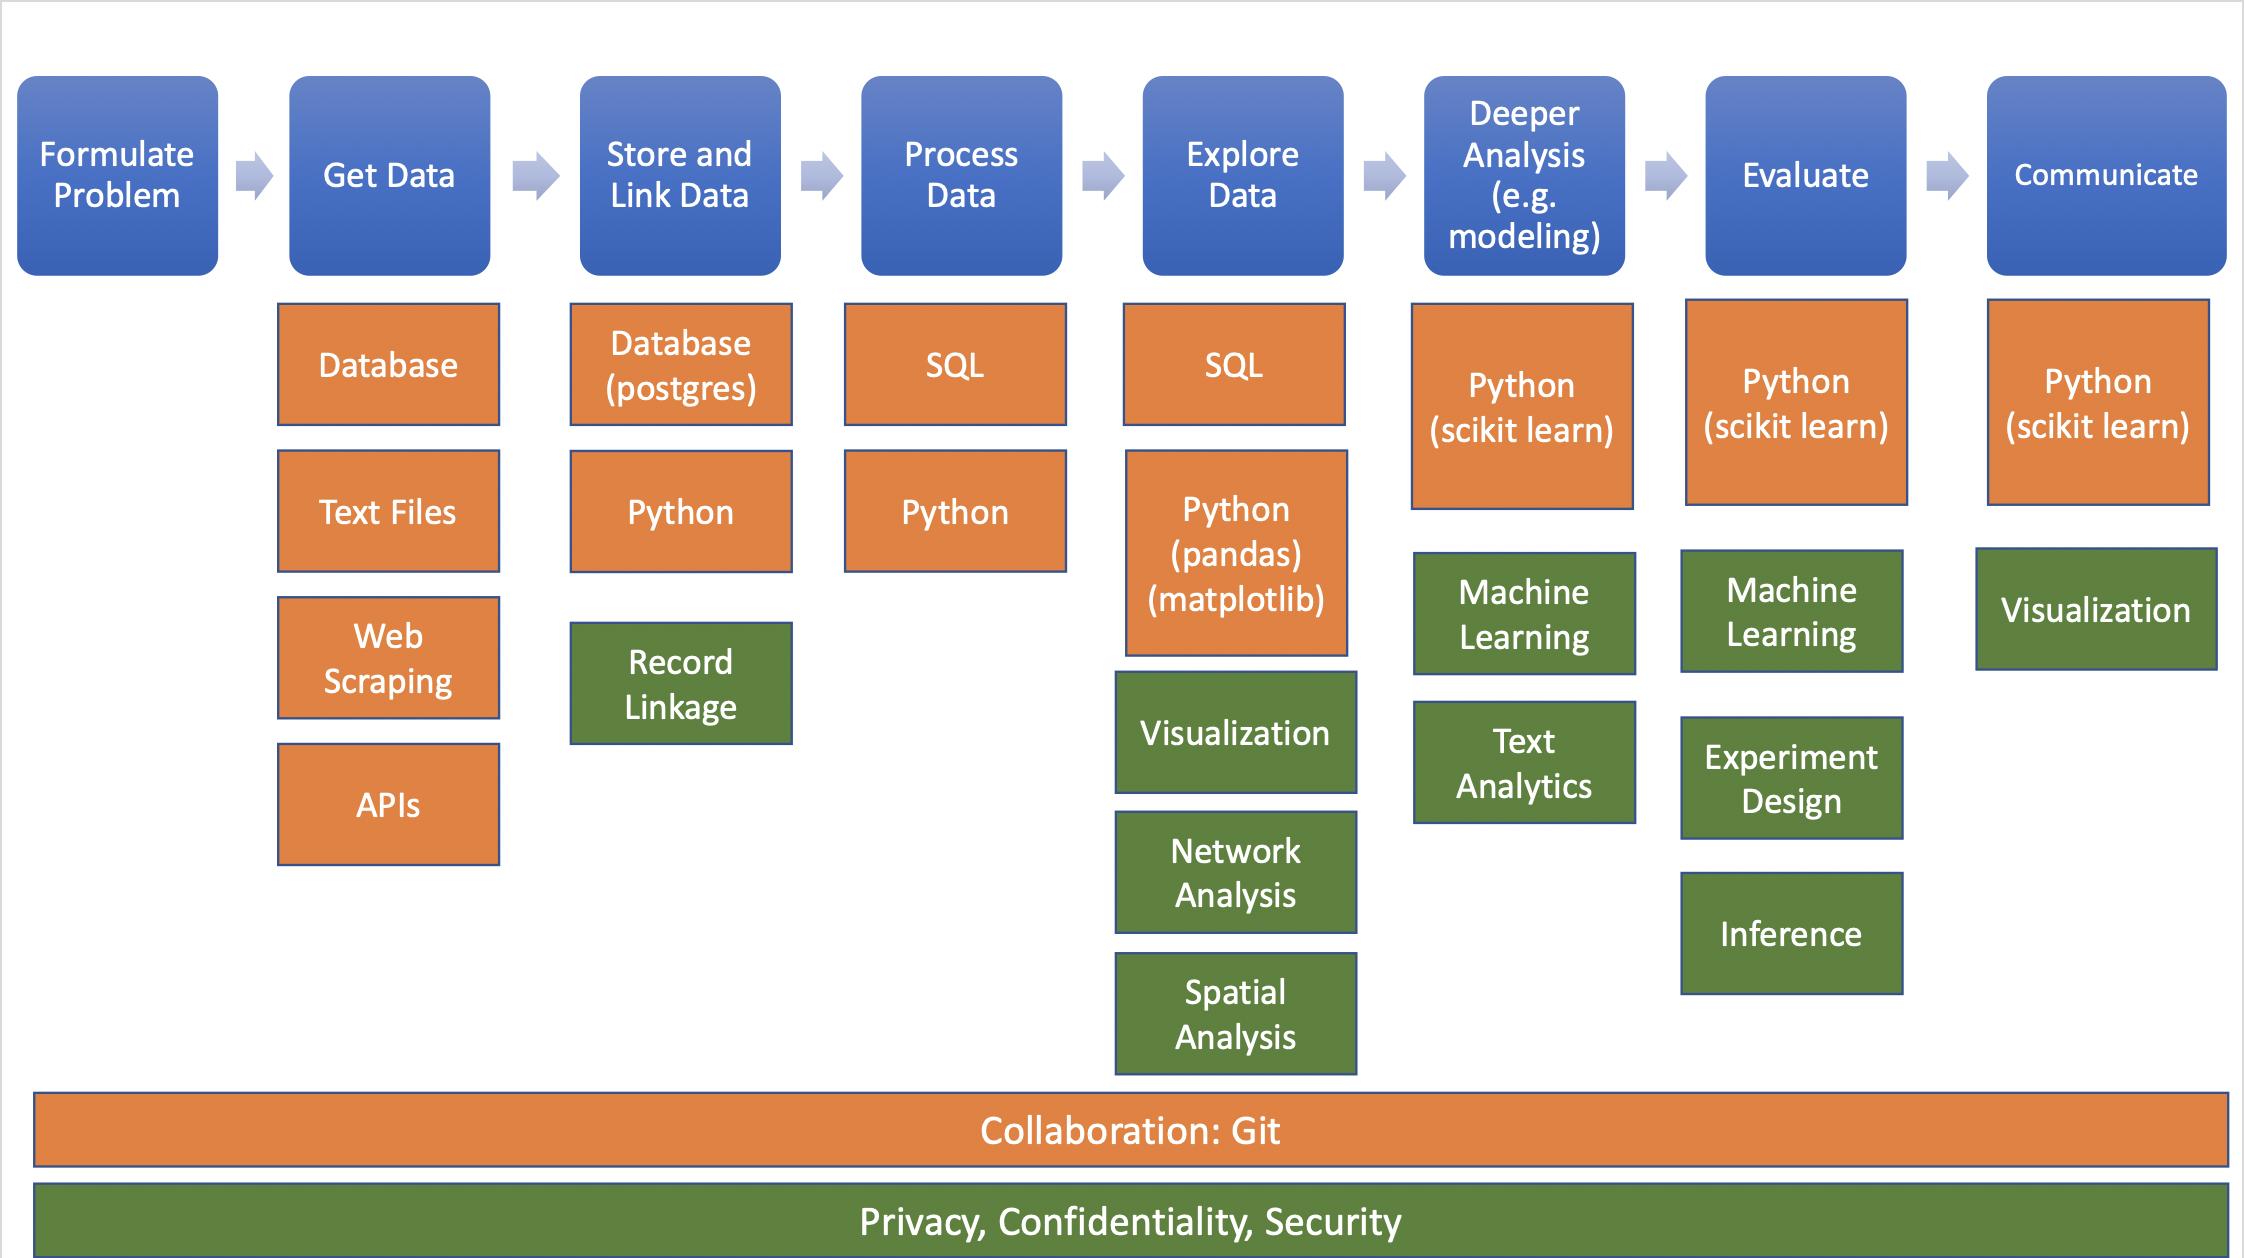 Formulate
Problem
Get Data
Store and
Link Data
Process
Data
Explore
Data
Deeper
Analysis
(e.g.
modeling)
Evaluate
Communicate
Database
Text Files
Web
Scraping
APIs
Database
(postgres)
Python
Record
Linkage
SQL
Python
SQL
Python
(pandas)
(matplotlib)
Visualization
Network
Analysis
Spatial
Analysis
Python
(scikit learn)
Machine
Learning
Text
Analytics
Python
(scikit learn)
Machine
Learning
Experiment
Design
Inference
Python
(scikit learn)
Visualization
Collaboration: Git
Privacy, Confidentiality, Security